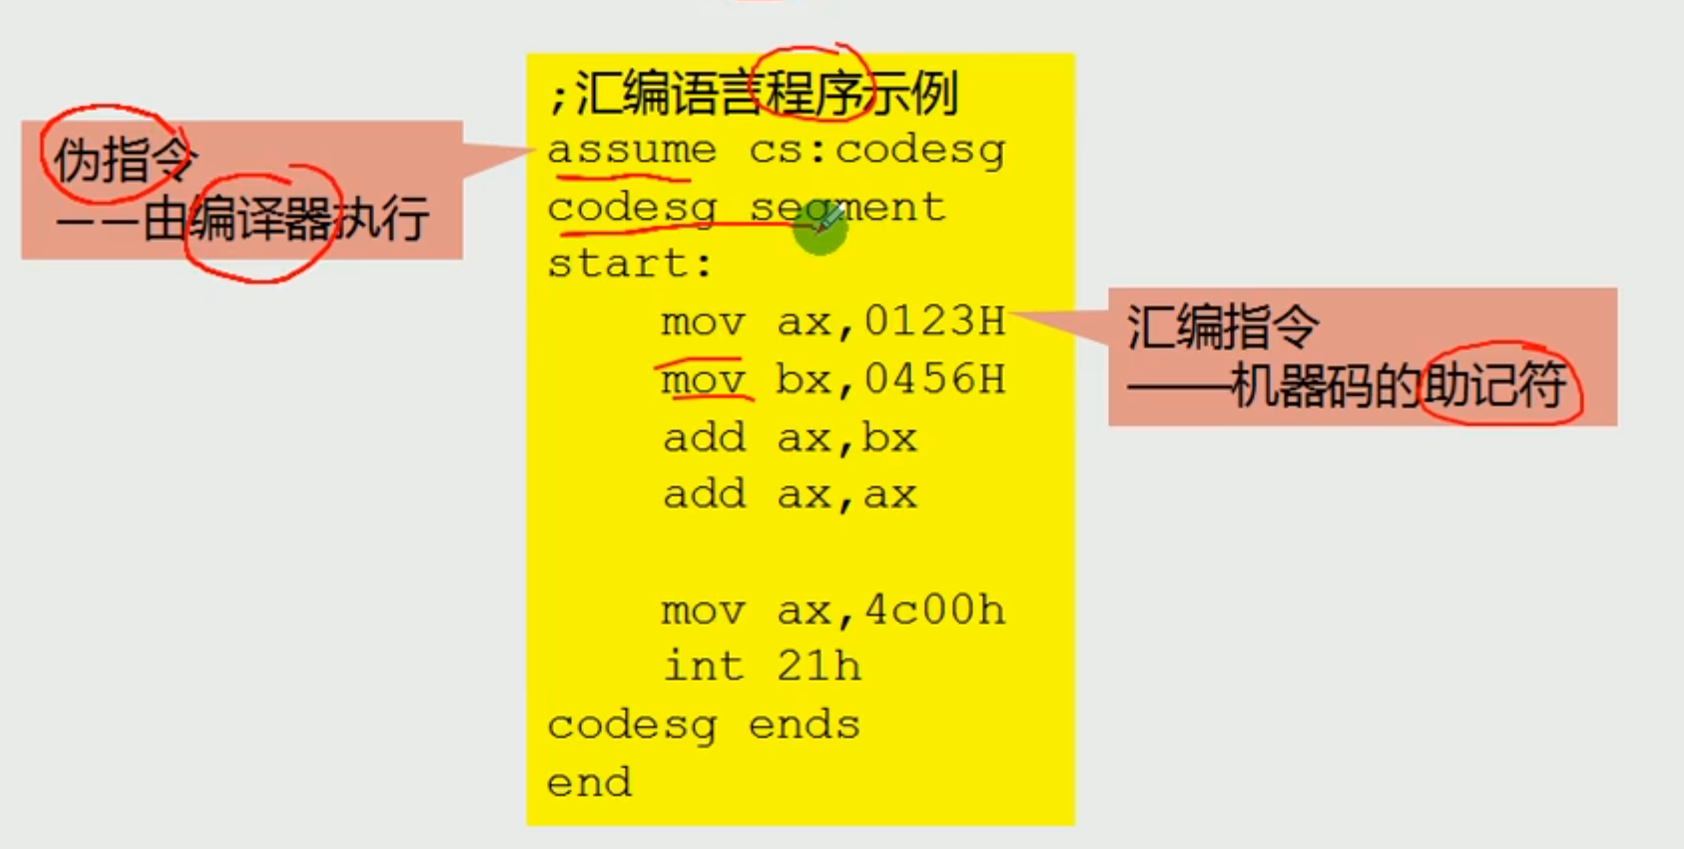 ;汇编语言程序示例
伪指令
——由编译器执行
assume cs:codesg
codesg segment
start:
mov ax,0123H
汇编指令
——机器码的助记符
mov bx,0456H
add ax,bx
add ax,ax
mov ax,4c00h
int 21h
codesg ends
end